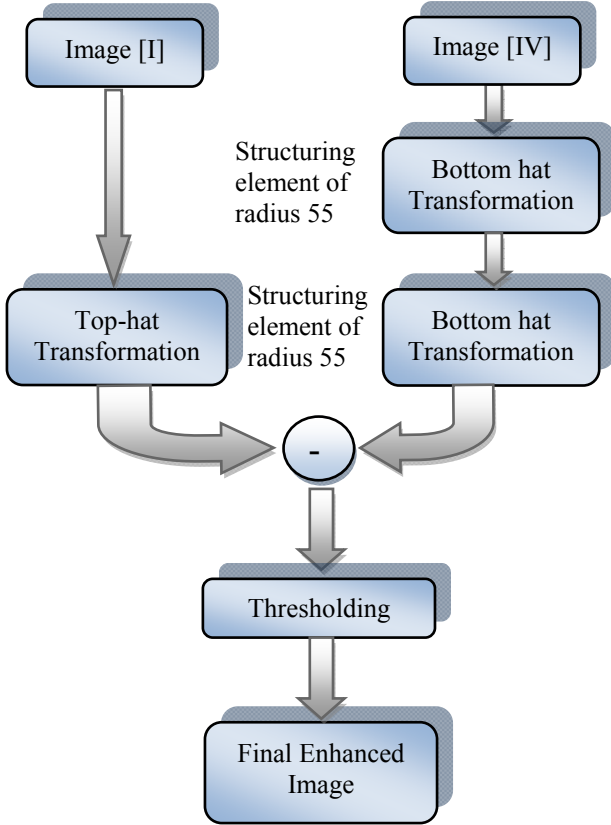 Image [I]
Image [IV]
Structuring
element of
radius 55
Bottom hat
Transformation
Top-hat
Transformation
Structuring
element of
radius 55
Bottom hat
Transformation
-
Thresholding
Final Enhanced
Image